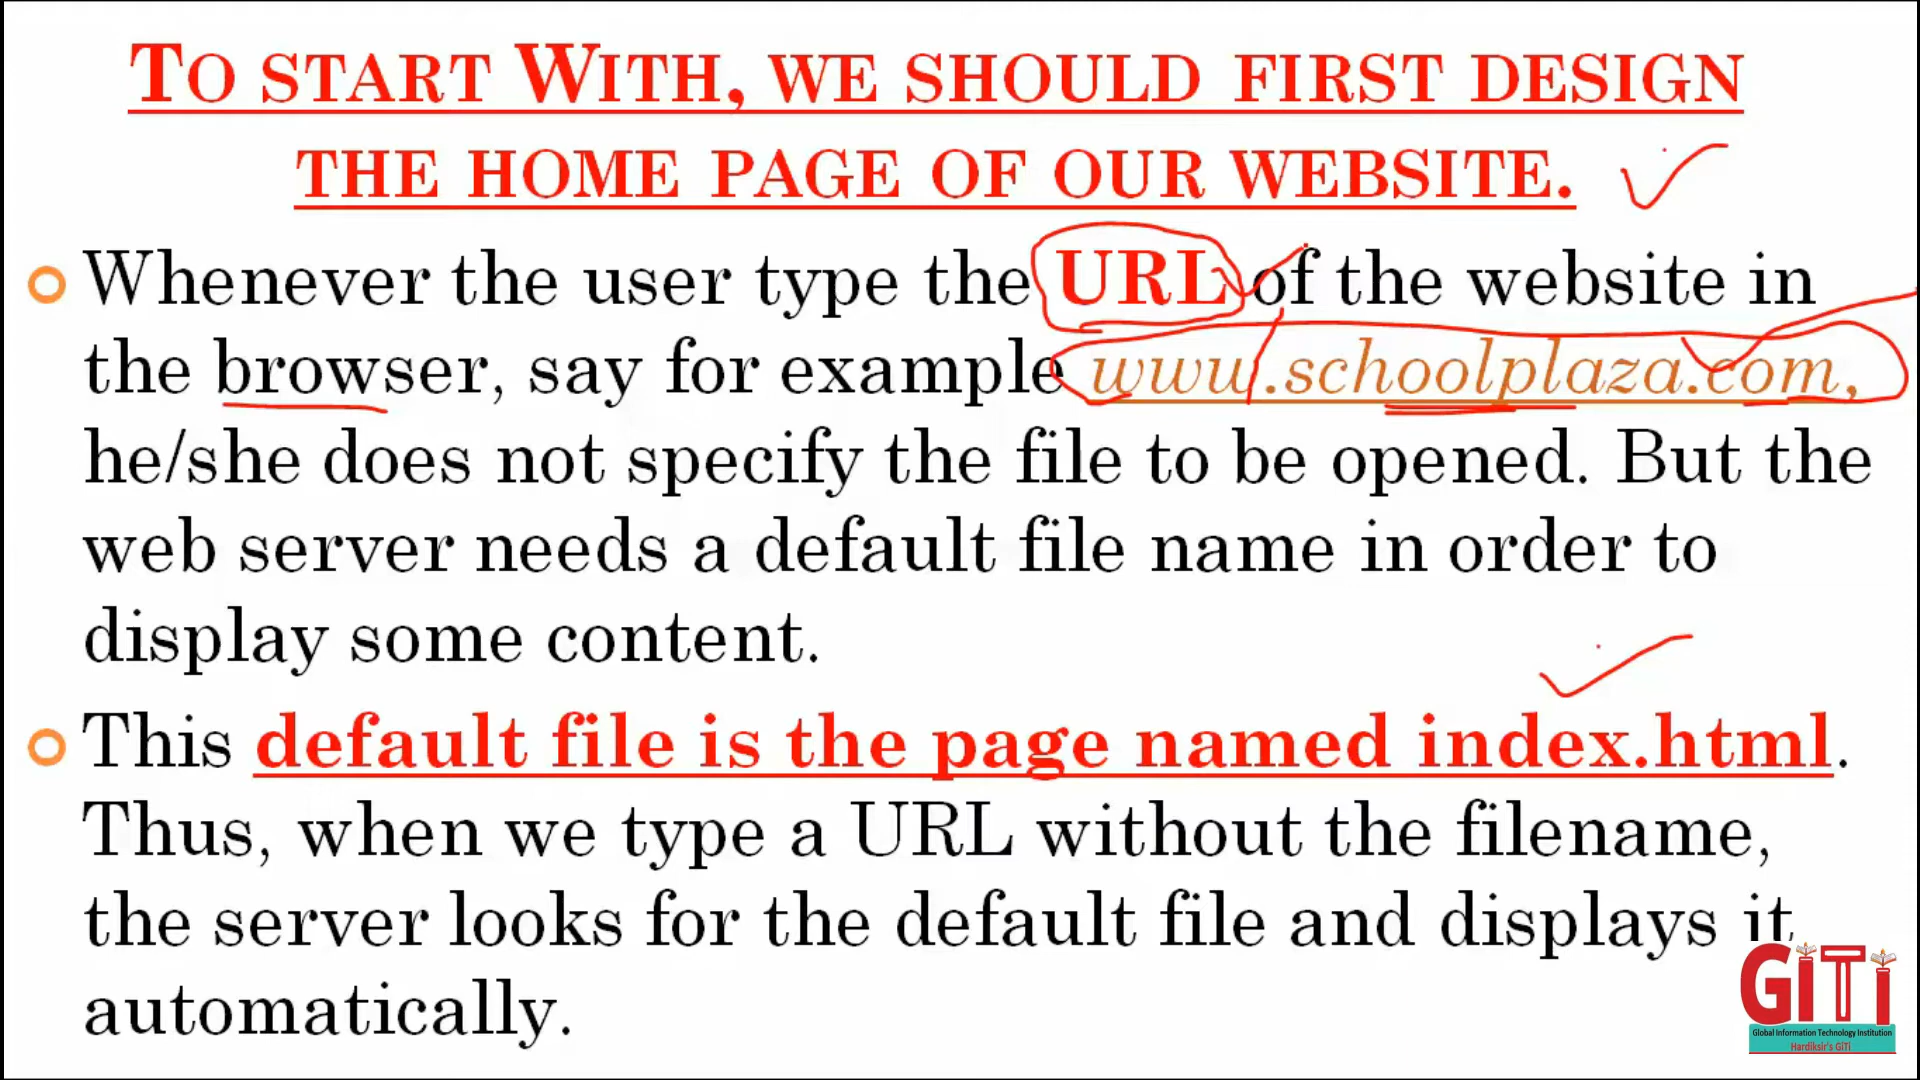 TO START WITH, WE SHOULD FIRST DESIGN
THE HOME PAGE OF OUR WEBSITE.
Whenever the user type the URL of the website in
the browser, say for example www.schoolplaza.com,
he/she does not specify the file to be opened. But the
web server needs a default file name in order to
display some content.
This default file is the page named index.html.
Thus, when we type a URL without the filename,
the server looks for the default file and displays it
automatically.
GiTi
Global Information Technology Institution
Hardiksir's GiTi